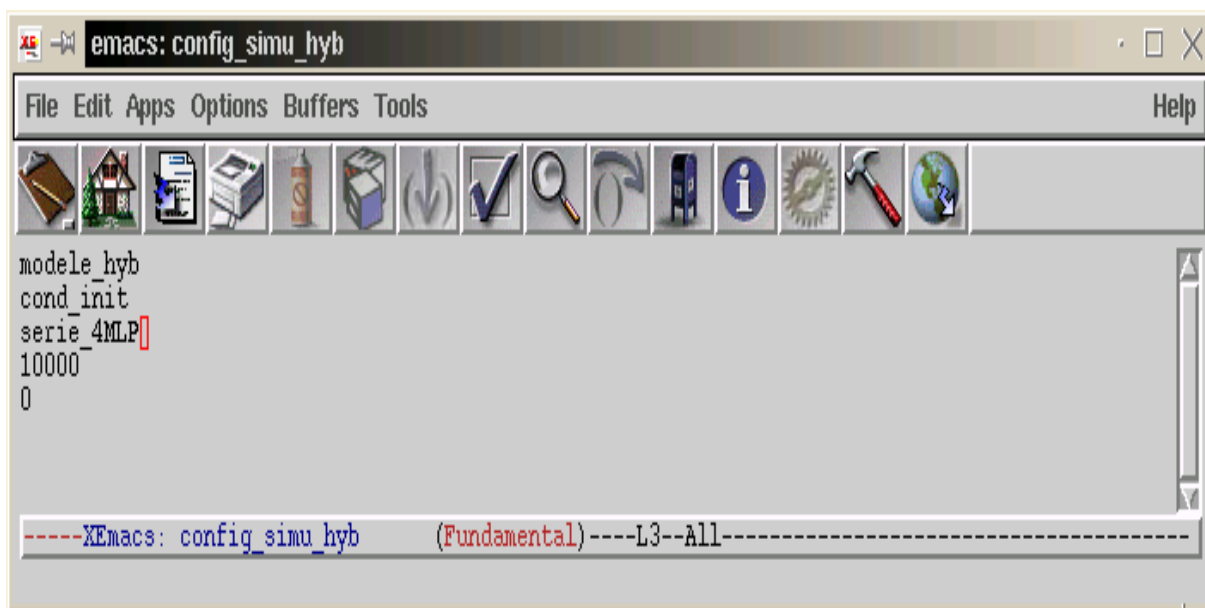 emacs: config_simu_hyb
File Edit Apps Options Buffers Tools Help
modele_hyb
cond_init
serie_4MLP
10000
0
-----XEmacs: config_simu_hyb (Fundamental)----L3--All---------------------------------------